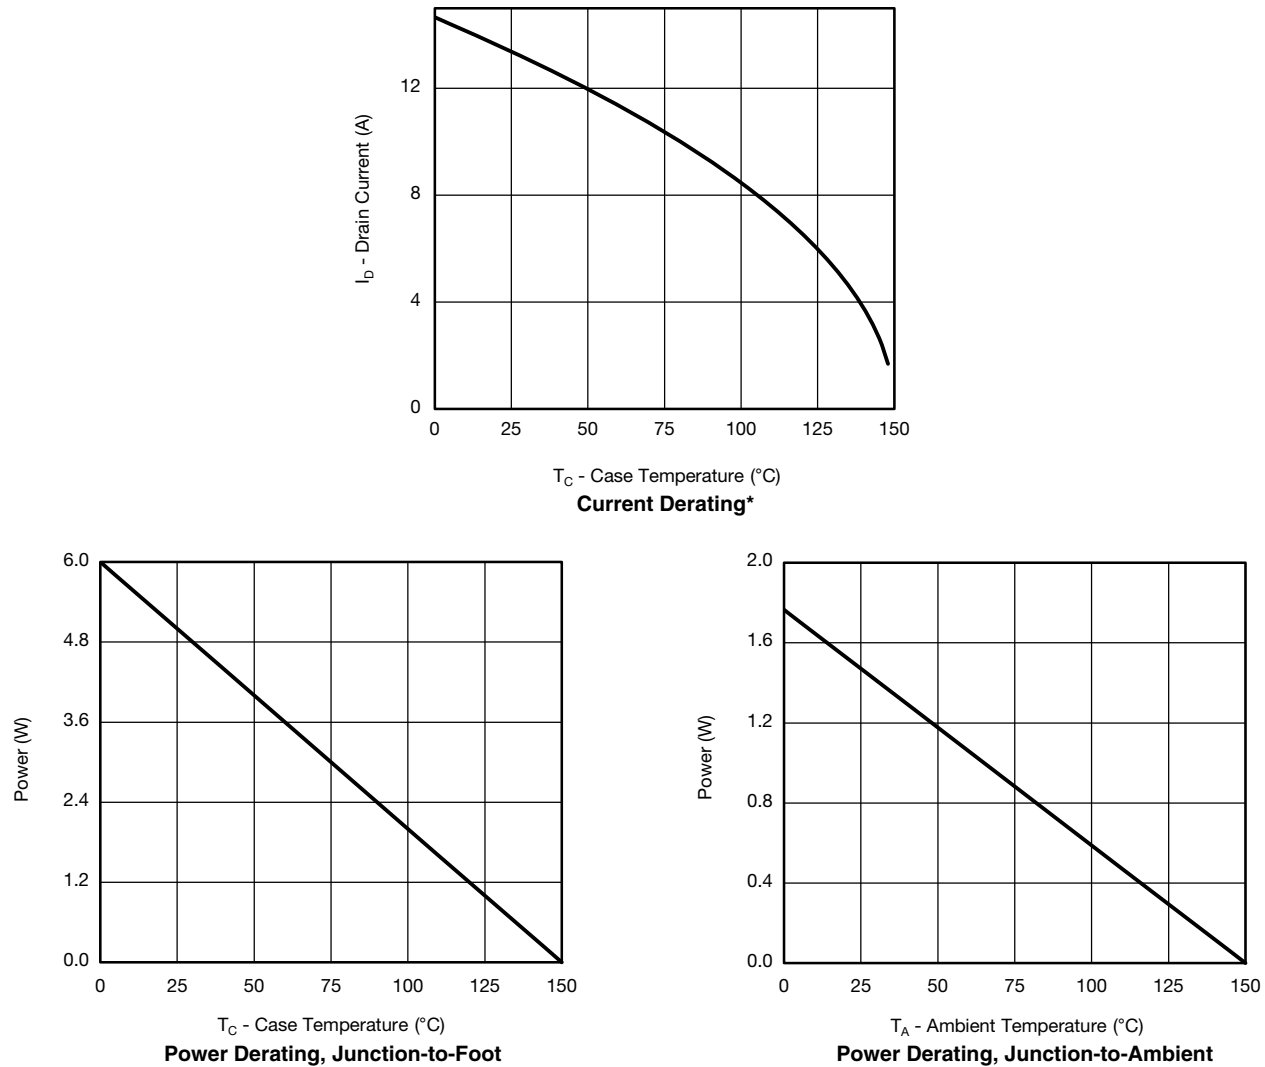 12
8
4
0
I_D - Drain Current (A)
0 25 50 75 100 125 150
T_C - Case Temperature (°C)
Current Derating*
6.0
4.8
3.6
2.4
1.2
0.0
Power (W)
0 25 50 75 100 125 150
T_C - Case Temperature (°C)
Power Derating, Junction-to-Foot
2.0
1.6
1.2
0.8
0.4
0.0
Power (W)
0 25 50 75 100 125 150
T_A - Ambient Temperature (°C)
Power Derating, Junction-to-Ambient